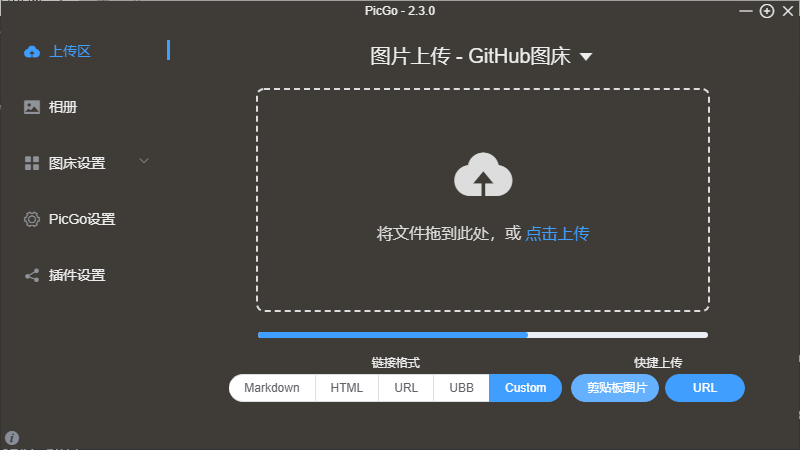 PicGo - 2.3.0
上传区
相册
图床设置
PicGo设置
插件设置
图片上传 - GitHub图床
将文件拖到此处，或 点击上传
链接格式
快捷上传
Markdown HTML URL UBB Custom
剪贴板图片 URL